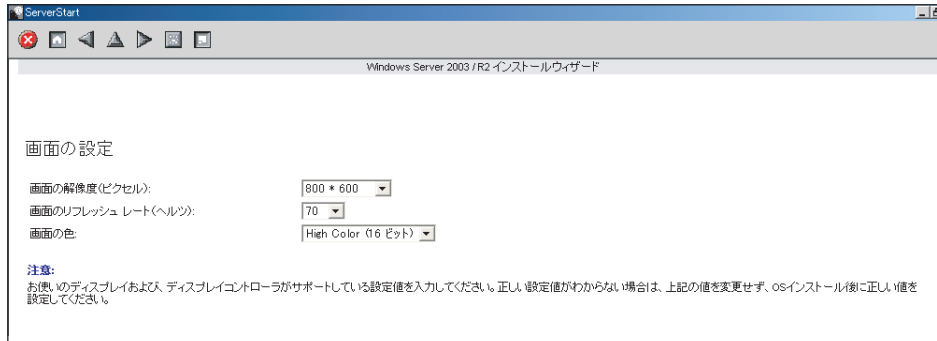 ServerStart
Windows Server 2003 / R2 インストールウィザード
画面の設定
画面の解像度(ピクセル):
800 * 600
画面のリフレッシュ レート(ヘルツ):
70
画面の色:
High Color (16 ビット)
注意:
お使いのディスプレイおよび、ディスプレイコントローラがサポートしている設定値を入力してください。正しい設定値がわからない場合は、上記の値を変更せず、OSインストール後に正しい値を
設定してください。